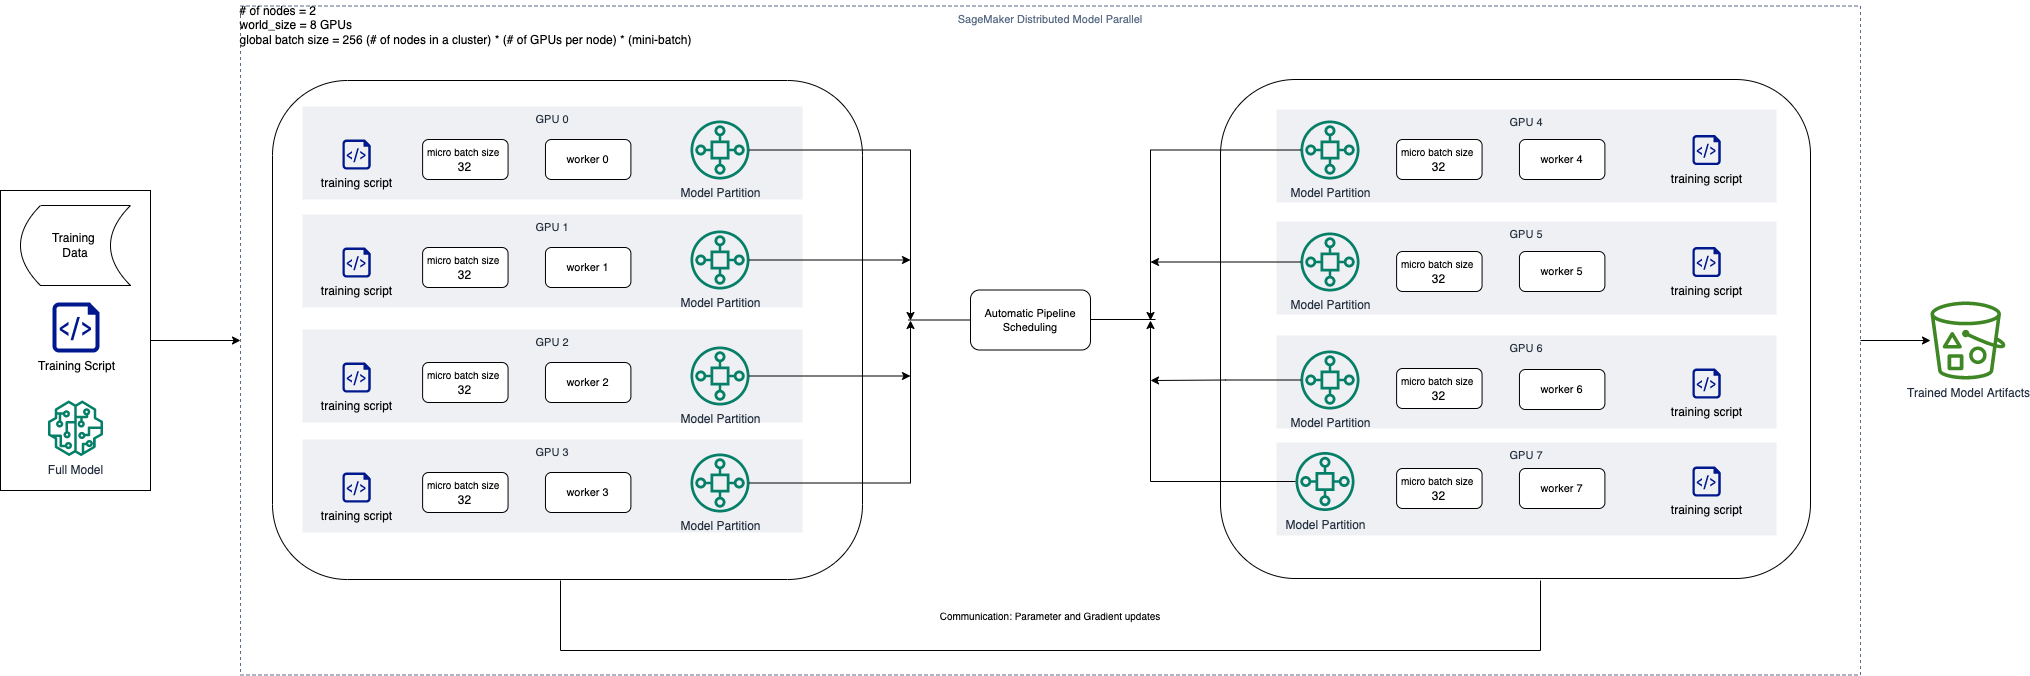 # of nodes = 2
world_size = 8 GPUs
global batch size = 256 (# of nodes in a cluster) * (# of GPUs per node) * (mini-batch)
SageMaker Distributed Model Parallel
Training
Data
Training Script
Full Model
GPU 0
training script
micro batch size
32
worker 0
Model Partition
GPU 1
training script
micro batch size
32
worker 1
Model Partition
GPU 2
training script
micro batch size
32
worker 2
Model Partition
GPU 3
training script
micro batch size
32
worker 3
Model Partition
Automatic Pipeline
Scheduling
GPU 4
Model Partition
micro batch size
32
worker 4
training script
GPU 5
Model Partition
micro batch size
32
worker 5
training script
GPU 6
Model Partition
micro batch size
32
worker 6
training script
GPU 7
Model Partition
micro batch size
32
worker 7
training script
Communication: Parameter and Gradient updates
Trained Model Artifacts